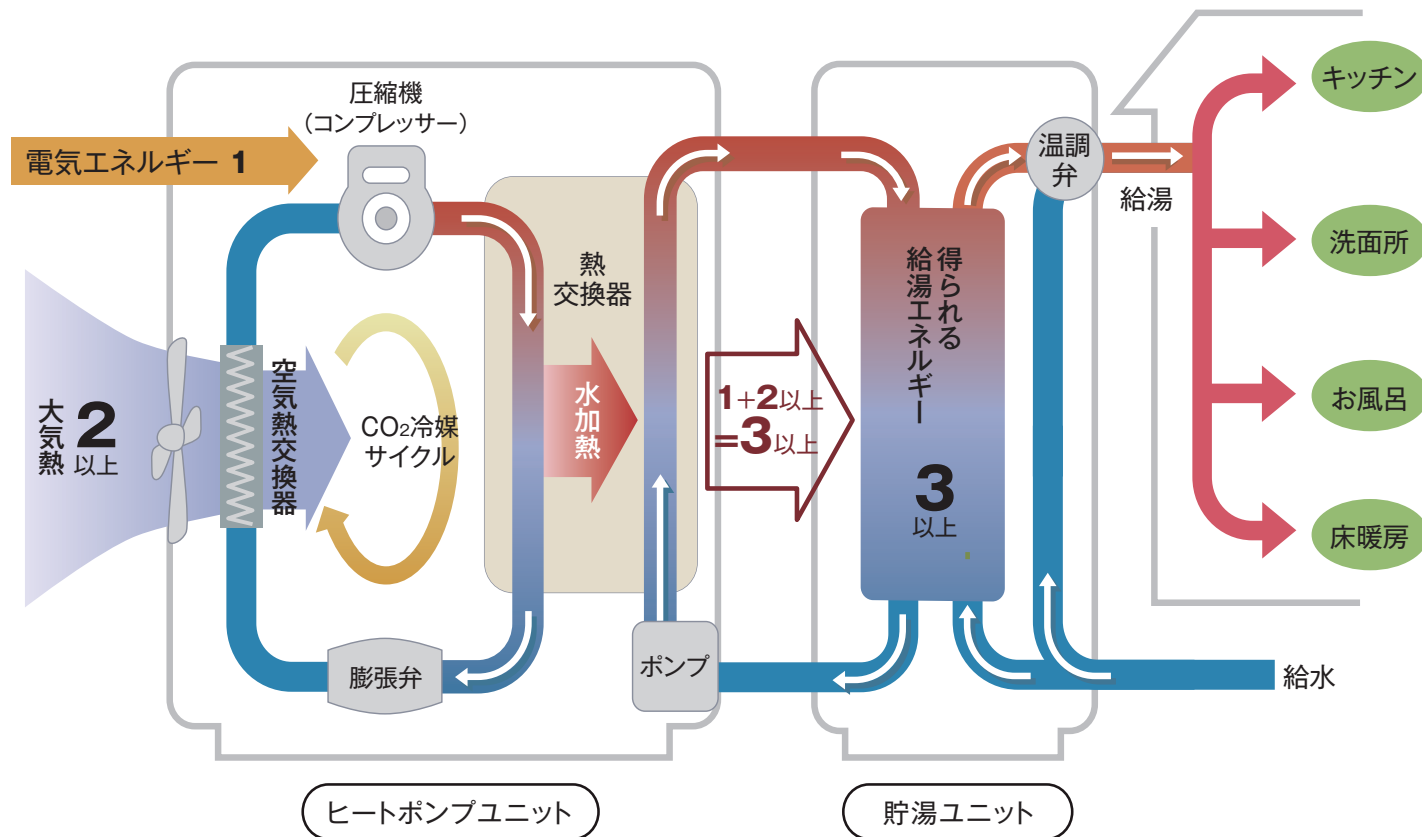 圧縮機
（コンプレッサー）
電気エネルギー 1
大気熱
2
以上
空気熱交換器
CO₂冷媒
サイクル
膨張弁
熱
交換器
水加熱
ポンプ
1＋2以上
＝3以上
得られる
給湯エネルギー
3
以上
温調
弁
給湯
給水
キッチン
洗面所
お風呂
床暖房
ヒートポンプユニット
貯湯ユニット